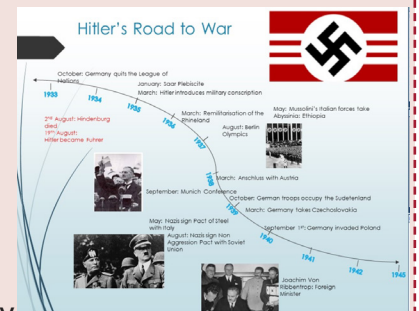 Hitler's Road to War
October: Germany quits the League of
Nations
January: Saar Plebiscite
March: Hitler introduces military conscription
1933
1934
1935
1936
1937
1938
1939
1940
1941
1942
1945
2nd August: Hindenburg
died
19th August:
Hitler became Fuhrer
March: Remilitarisation of the
Rhineland
August: Berlin
Olympics
May: Mussolini's Italian forces take
Abysinia: Ethiopia
March: Anschluss with Austria
September: Munich Conference
October: German troops occupy the Sudetenland
March: Germany takes Czechoslovakia
September 1st: Germany invaded Poland
May: Nazis sign Pact of Steel
with Italy
August: Nazis sign Non
Aggression Pact with Soviet
Union
Joachim Von
Ribbentrop: Foreign
Minister